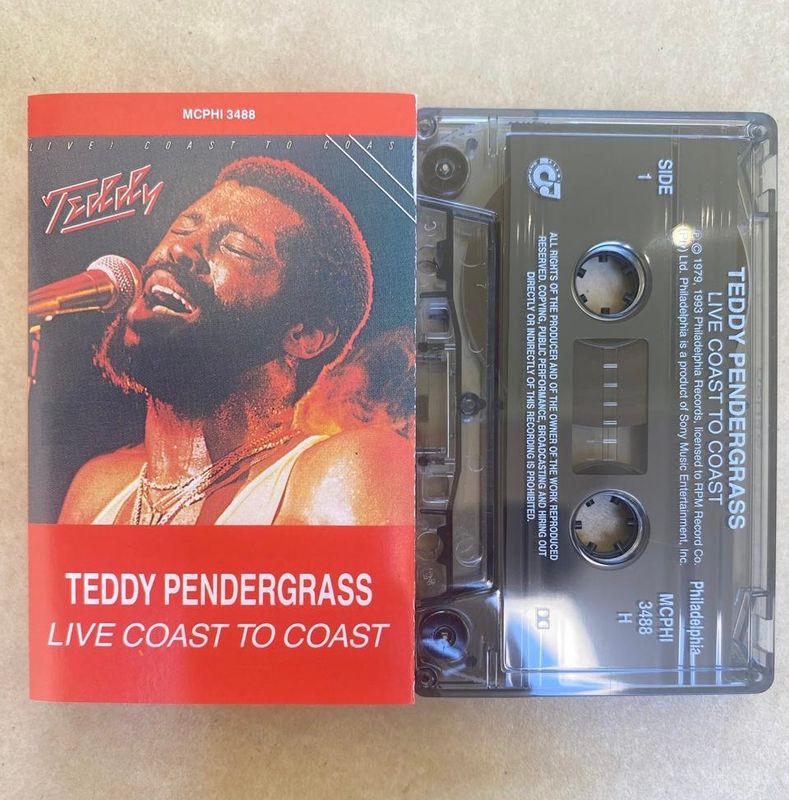 MCPHI 3488
LIVE! COAST TO COAS
Teddy
TEDDY PENDERGRASS
LIVE COAST TO COAST
SIDE
1
TEDDY PENDERGRASS
LIVE COAST TO COAST
℗ © 1979, 1993 Philadelphia Records, licensed to RPM Record Co.
(Pty) Ltd. Philadelphia is a product of Sony Music Entertainment, Inc.
ALL RIGHTS OF THE PRODUCER AND OF THE OWNER OF THE WORK REPRODUCED
RESERVED. COPYING, PUBLIC PERFORMANCE, BROADCASTING AND HIRING OUT
DIRECTLY OR INDIRECTLY OF THIS RECORDING IS PROHIBITED.
Philadelphia
MCPHI
3488
H